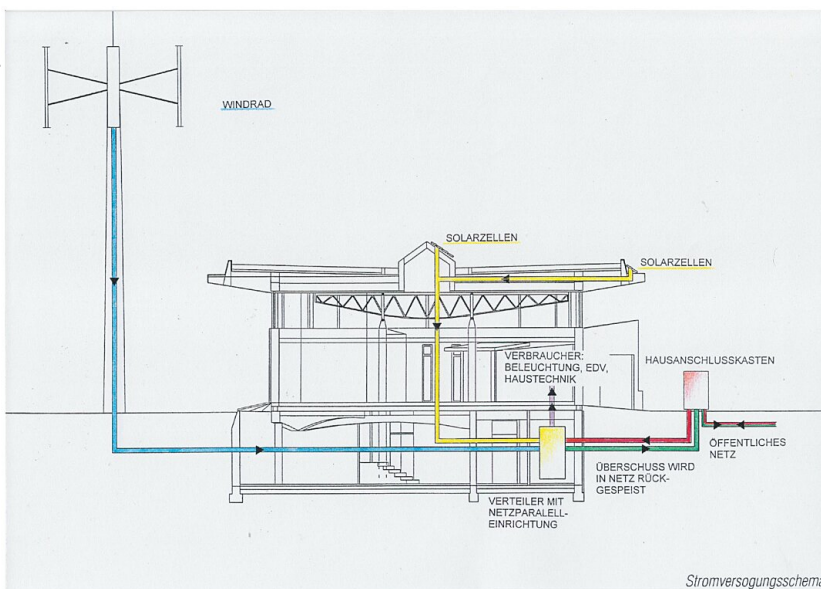 WINDRAD
SOLARZELLEN
SOLARZELLEN
VERBRAUCHER:
BELEUCHTUNG, EDV,
HAUSTECHNIK
HAUSANSCHLUSSKASTEN
ÖFFENTLICHES
NETZ
ÜBERSCHUSS WIRD
IN NETZ RÜCK-
GESPEIST
VERTEILER MIT
NETZPARALELL-
EINRICHTUNG
Stromversogungsschema